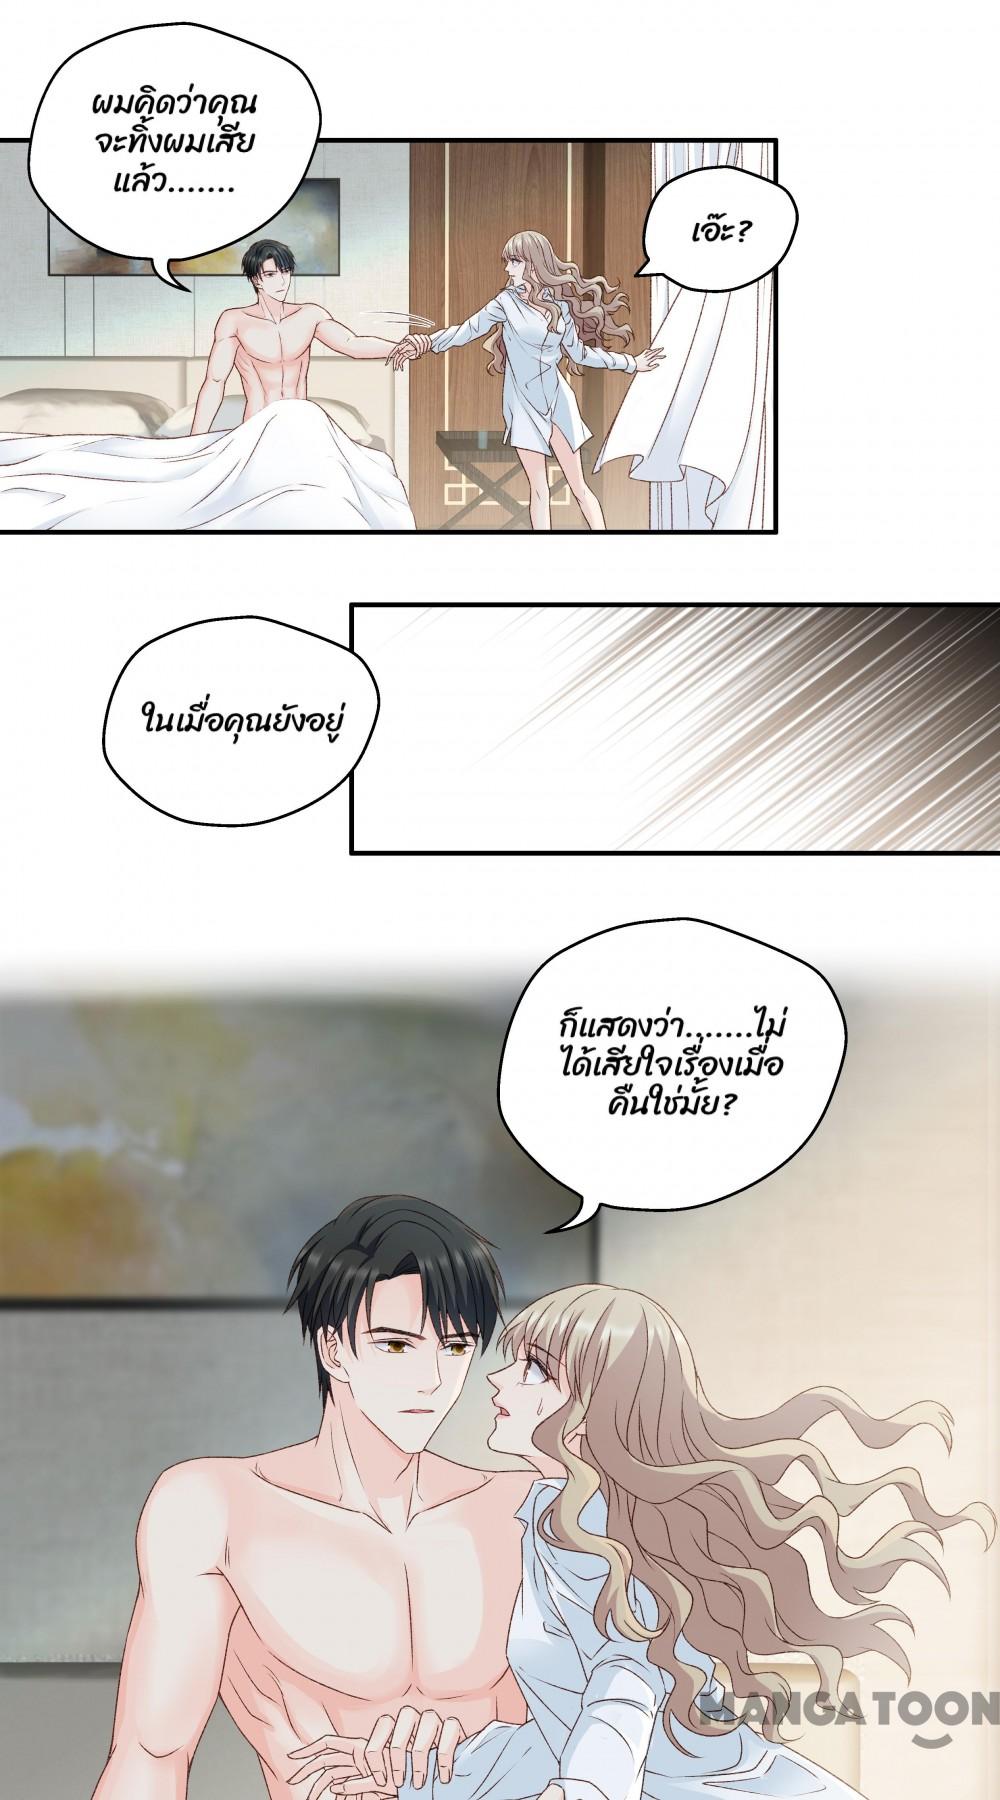 ผมคิดว่าคุณ
จะทิ้งผมเสีย
แล้ว.......
เอ๊ะ?
ในเมื่อคุณยังอยู่
ก็แสดงว่า.......ไม่
ได้เสียใจเรื่องเมื่อ
คืนใช่มั้ย?
MANGATOON